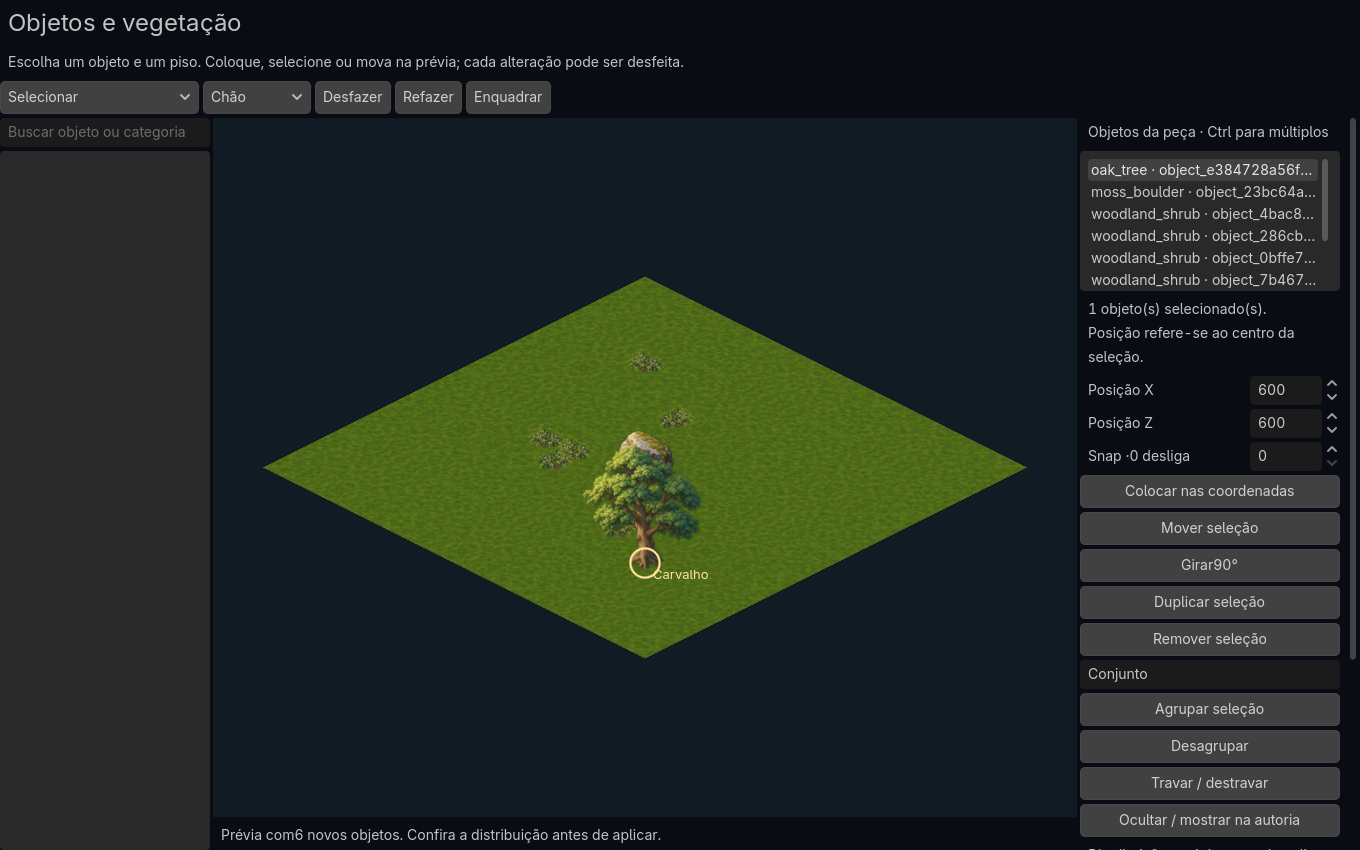 Objetos e vegetação
Escolha um objeto e um piso. Coloque, selecione ou mova na prévia; cada alteração pode ser desfeita.
Selecionar
Chão
Desfazer
Refazer
Enquadrar
Buscar objeto ou categoria
Objetos da peça · Ctrl para múltiplos
oak_tree · object_e384728a56f...
moss_boulder · object_23bc64a...
woodland_shrub · object_4bac8...
woodland_shrub · object_286cb...
woodland_shrub · object_0bffe7...
woodland_shrub · object_7b467...
1 objeto(s) selecionado(s).
Posição refere-se ao centro da
seleção.
Posição X 600
Posição Z 600
Snap ·0 desliga 0
Colocar nas coordenadas
Mover seleção
Girar90°
Duplicar seleção
Remover seleção
Conjunto
Agrupar seleção
Desagrupar
Travar / destravar
Ocultar / mostrar na autoria
Carvalho
Prévia com6 novos objetos. Confira a distribuição antes de aplicar.